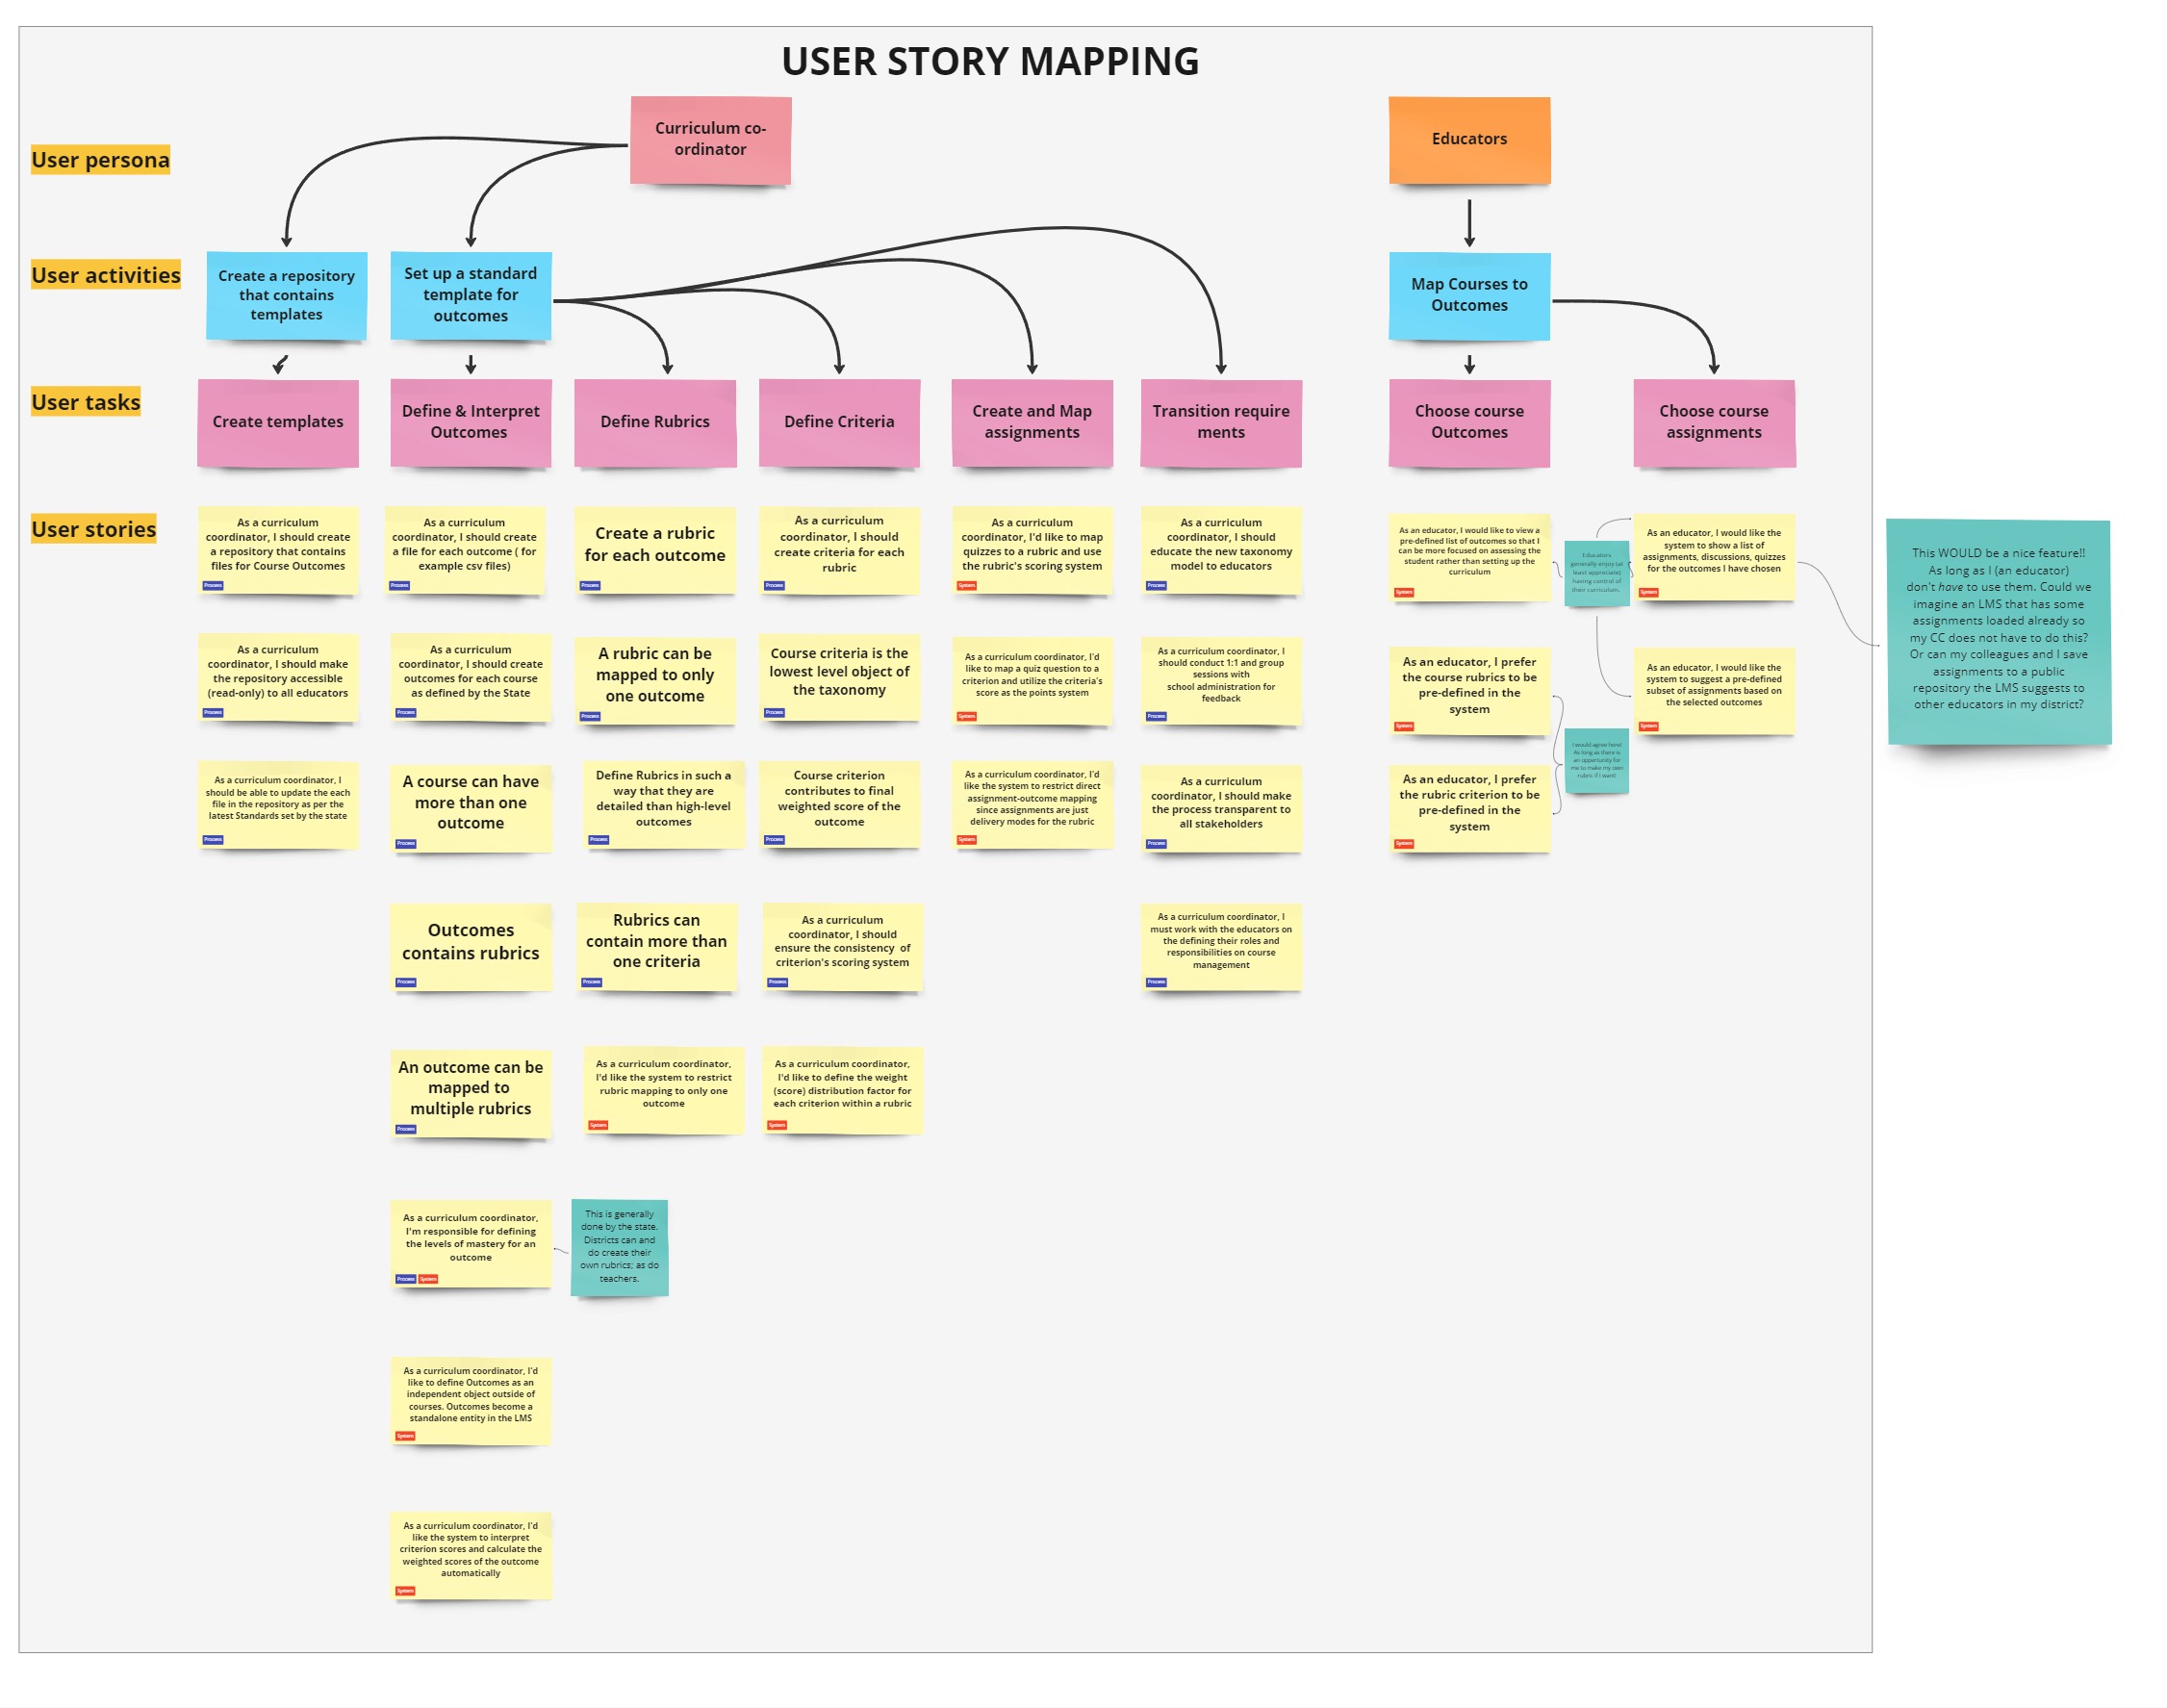 USER STORY MAPPING
User persona
Curriculum co-
ordinator
Educators
User activities
Create a repository
that contains
templates
Set up a standard
template for
outcomes
Map Courses to
Outcomes
User tasks
Create templates
Define & Interpret
Outcomes
Define Rubrics
Define Criteria
Create and Map
assignments
Transition require
ments
Choose course
Outcomes
Choose course
assignments
User stories
As a curriculum
coordinator, I should create
a repository that contains
files for Course Outcomes
Process
As a curriculum
coordinator, I should make
the repository accessible
(read-only) to all educators
Process
As a curriculum coordinator, I
should be able to update the each
file in the repository as per the
latest Standards set by the state
Process
As a curriculum
coordinator, I should create
a file for each outcome ( for
example csv files)
Process
As a curriculum
coordinator, I should create
outcomes for each course
as defined by the State
Process
A course can have
more than one
outcome
Process
Outcomes
contains rubrics
Process
An outcome can be
mapped to
multiple rubrics
Process
As a curriculum coordinator,
I'm responsible for defining
the levels of mastery for an
outcome
Process System
This is generally
done by the state.
Districts can and
do create their
own rubrics; as do
teachers.
As a curriculum coordinator, I'd
like to define Outcomes as an
independent object outside of
courses. Outcomes become a
standalone entity in the LMS
System
As a curriculum coordinator, I'd
like the system to interpret
criterion scores and calculate the
weighted scores of the outcome
automatically
System
Create a rubric
for each outcome
Process
A rubric can be
mapped to only
one outcome
Process
Define Rubrics in such a
way that they are
detailed than high-level
outcomes
Process
Rubrics can
contain more than
one criteria
Process
As a curriculum coordinator,
I'd like the system to restrict
rubric mapping to only one
outcome
System
As a curriculum
coordinator, I should
create criteria for each
rubric
Process
Course criteria is the
lowest level object of
the taxonomy
Process
Course criterion
contributes to final
weighted score of the
outcome
Process
As a curriculum
coordinator, I should
ensure the consistency of
criterion's scoring system
Process
As a curriculum coordinator,
I'd like to define the weight
(score) distribution factor for
each criterion within a rubric
System
As a curriculum
coordinator, I'd like to map
quizzes to a rubric and use
the rubric's scoring system
System
As a curriculum coordinator, I'd
like to map a quiz question to a
criterion and utilize the criteria's
score as the points system
System
As a curriculum coordinator, I'd
like the system to restrict direct
assignment-outcome mapping
since assignments are just
delivery modes for the rubric
System
As a curriculum
coordinator, I should
educate the new taxonomy
model to educators
Process
As a curriculum coordinator, I
should conduct 1:1 and group
sessions with
school administration for
feedback
Process
As a curriculum
coordinator, I should make
the process transparent to
all stakeholders
Process
As a curriculum coordinator, I
must work with the educators on
the defining their roles and
responsibilities on course
management
Process
As an educator, I would like to view a
pre-defined list of outcomes so that I
can be more focused on assessing the
student rather than setting up the
curriculum
System
Educators
generally enjoy (at
least appreciate)
having control of
their curriculum.
As an educator, I prefer
the course rubrics to be
pre-defined in the
system
System
I would agree here!
As long as there is
an opportunity for
me to make my own
rubric if I want!
As an educator, I prefer
the rubric criterion to be
pre-defined in the
system
System
As an educator, I would like the
system to show a list of
assignments, discussions, quizzes
for the outcomes I have chosen
System
As an educator, I would like the
system to suggest a pre-defined
subset of assignments based on
the selected outcomes
System
This WOULD be a nice feature!!
As long as I (an educator)
don't have to use them. Could we
imagine an LMS that has some
assignments loaded already so
my CC does not have to do this?
Or can my colleagues and I save
assignments to a public
repository the LMS suggests to
other educators in my district?